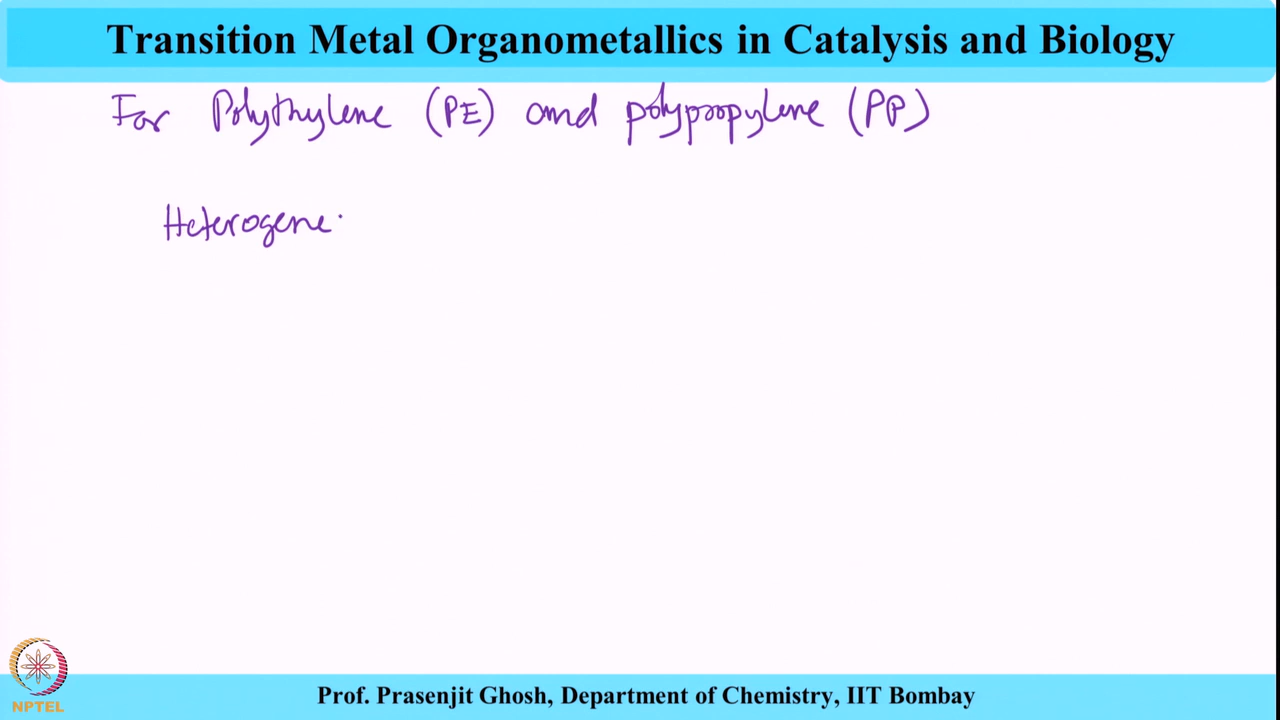 Transition Metal Organometallics in Catalysis and Biology
For Polythylene (PE) and polypropylene (PP)
Heterogene
NPTEL
Prof. Prasenjit Ghosh, Department of Chemistry, IIT Bombay